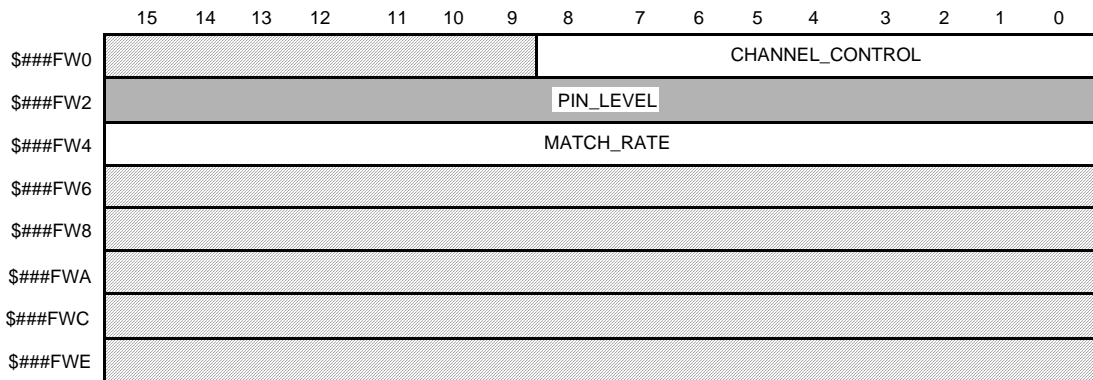 15 14 13 12 11 10 9 8 7 6 5 4 3 2 1 0
$###FW0 CHANNEL_CONTROL
$###FW2 PIN_LEVEL
$###FW4 MATCH_RATE
$###FW6
$###FW8
$###FWA
$###FWC
$###FWE